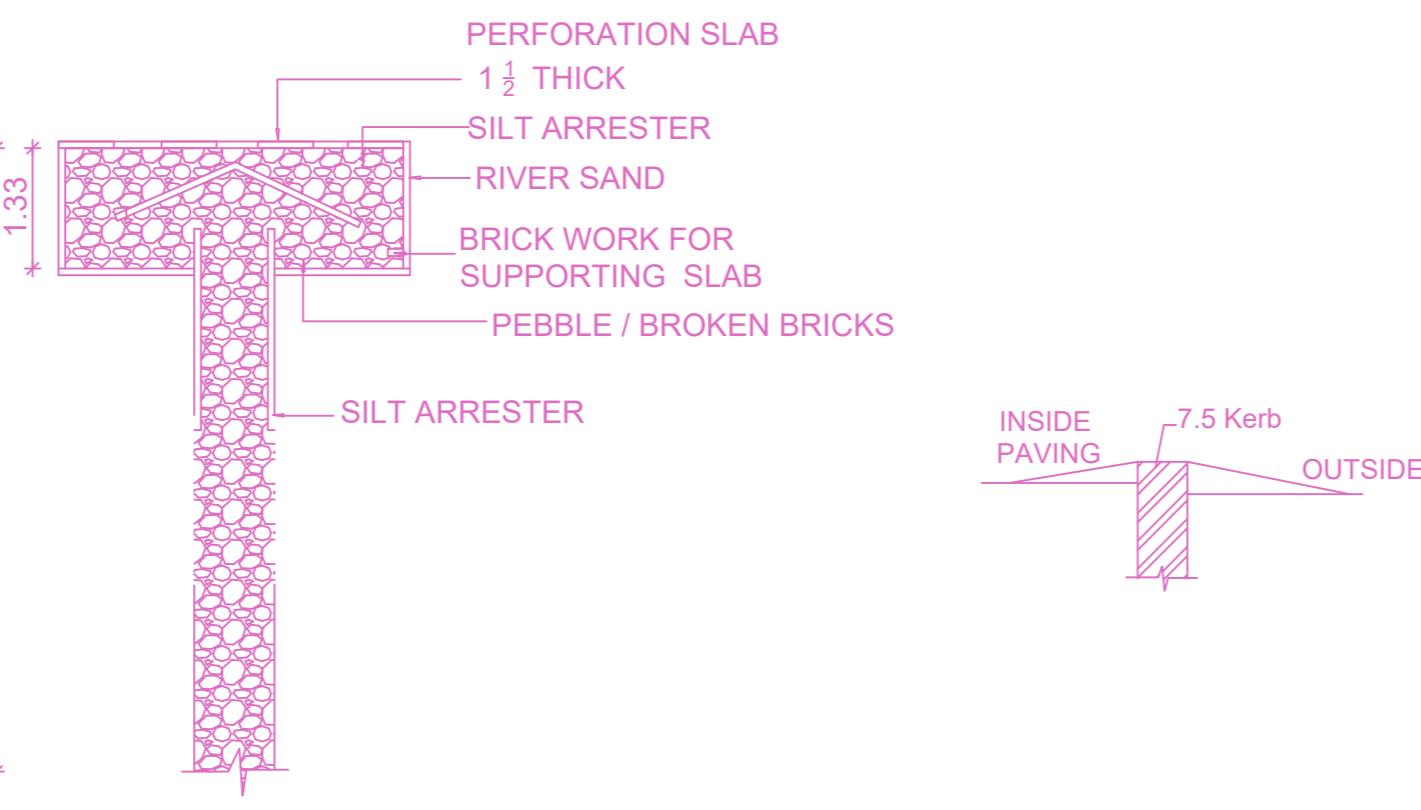 PERFORATION SLAB
1 1/2 THICK
SILT ARRESTER
RIVER SAND
1.33
BRICK WORK FOR
SUPPORTING SLAB
PEBBLE / BROKEN BRICKS
SILT ARRESTER
INSIDE
PAVING
7.5 Kerb
OUTSIDE